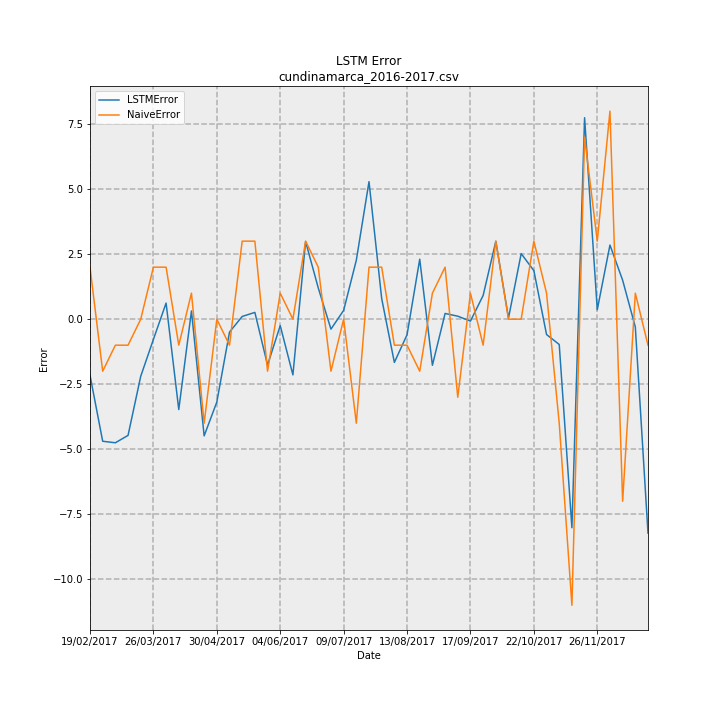 LSTM Error
cundinamarca_2016-2017.csv
LSTMError
NaiveError
7.5
5.0
2.5
0.0
−2.5
−5.0
−7.5
−10.0
Error
19/02/2017 26/03/2017 30/04/2017 04/06/2017 09/07/2017 13/08/2017 17/09/2017 22/10/2017 26/11/2017
Date